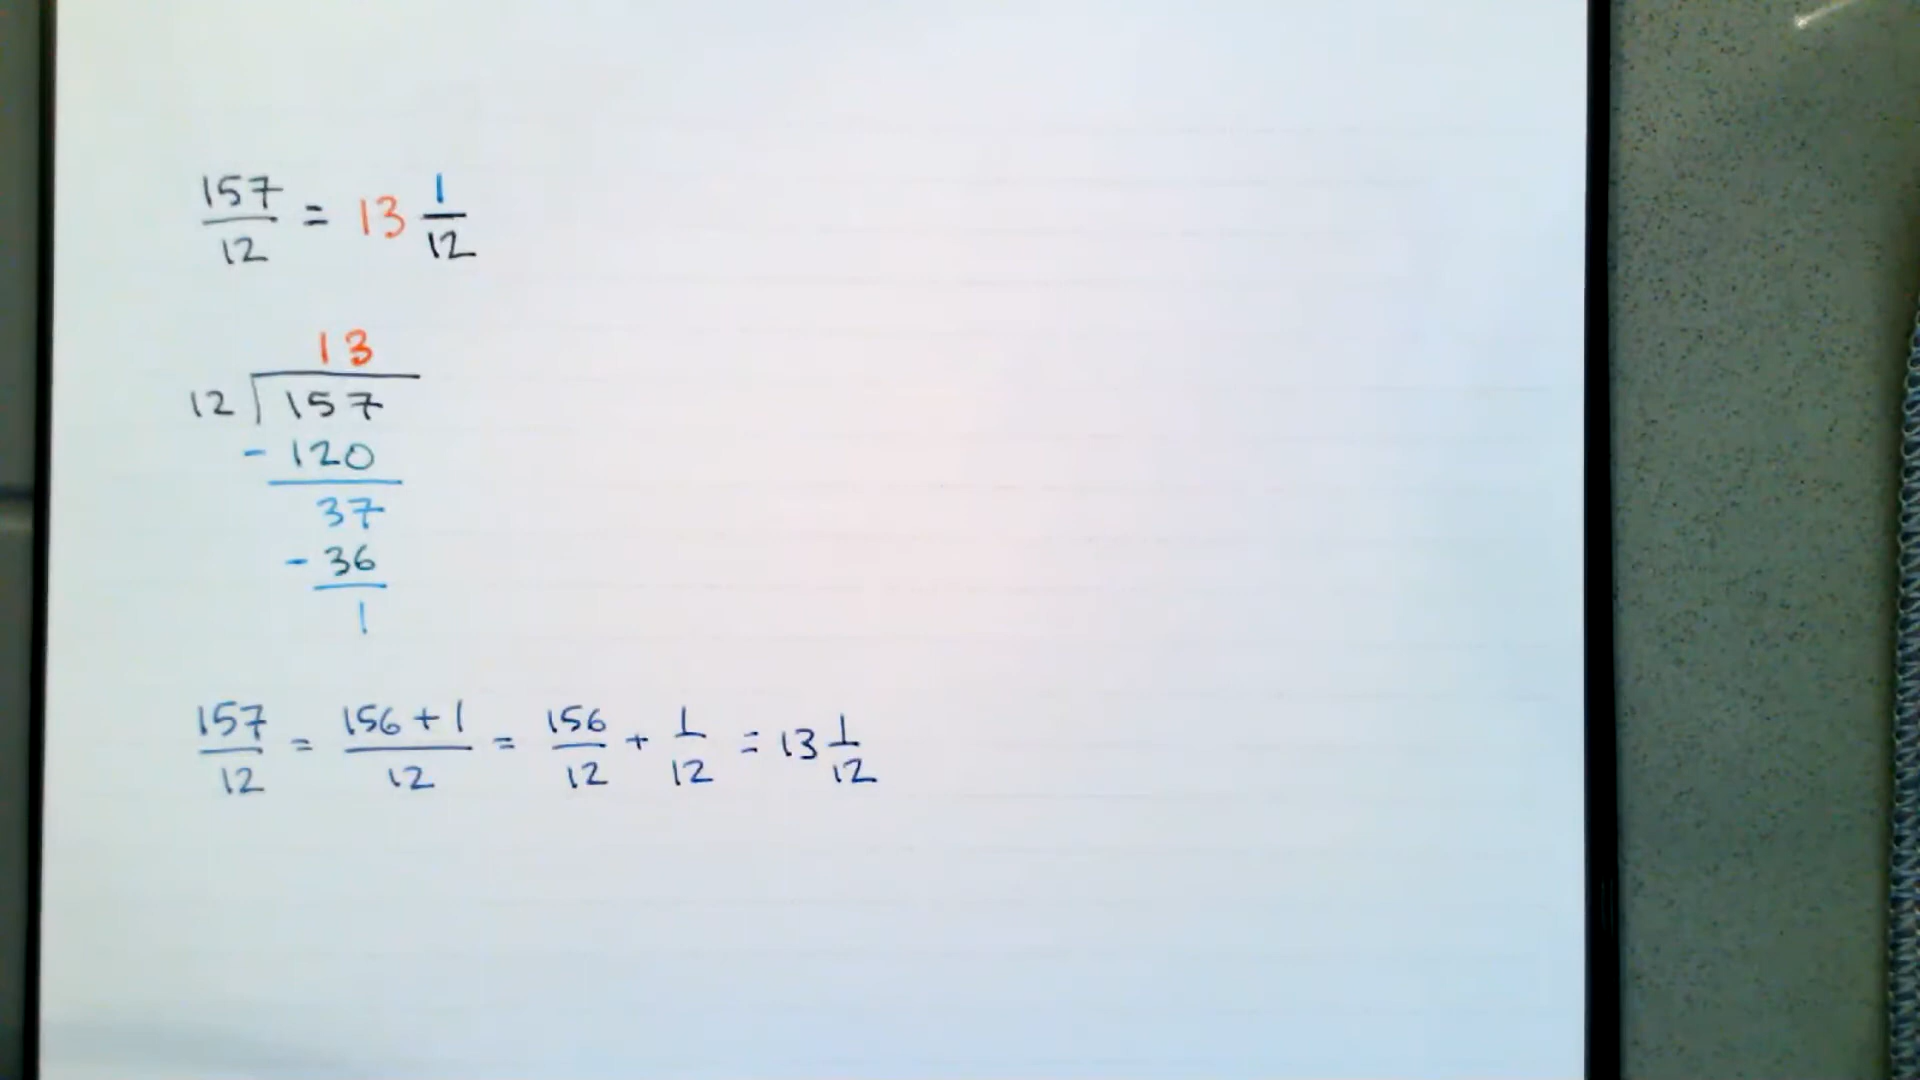 157/12 = 13 1/12
13
12 ⟌ 157
- 120
37
- 36
1
157/12 = 156 + 1/12 = 156/12 + 1/12 = 13 1/12